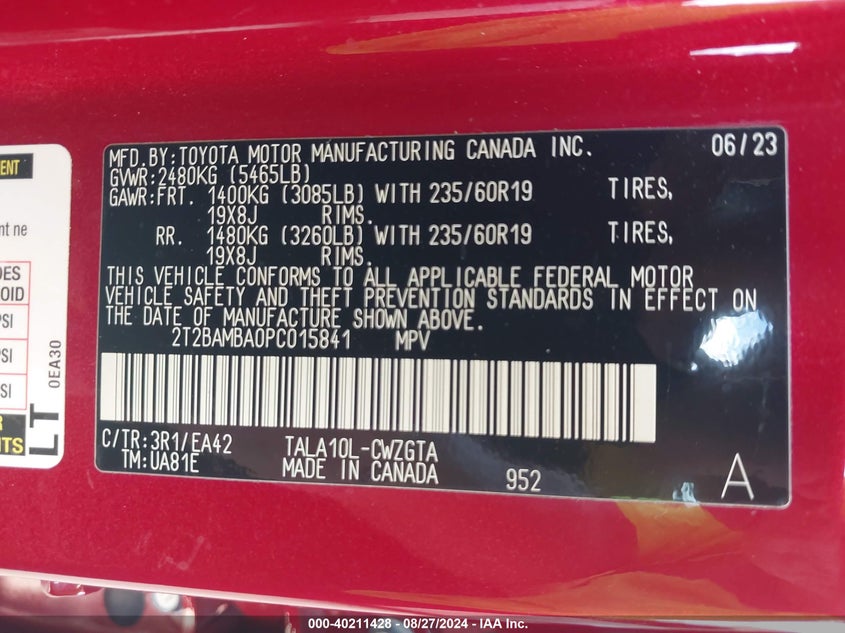 MFD.BY:TOYOTA MOTOR MANUFACTURING CANADA INC. 06/23
GVWR:2480KG (5465LB)
GAWR:FRT. 1400KG (3085LB) WITH 235/60R19 TIRES,
19X8J RIMS.
RR. 1480KG (3260LB) WITH 235/60R19 TIRES,
19X8J RIMS.
THIS VEHICLE CONFORMS TO ALL APPLICABLE FEDERAL MOTOR
VEHICLE SAFETY AND THEFT PREVENTION STANDARDS IN EFFECT ON
THE DATE OF MANUFACTURE SHOWN ABOVE.
2T2BAMBA0PC015841 MPV
C/TR:3R1/EA42 TALA10L-CWZGTA
TM:UA81E MADE IN CANADA 952 A
ne
LT
0EA30
000-40211428 - 08/27/2024 - IAA Inc.